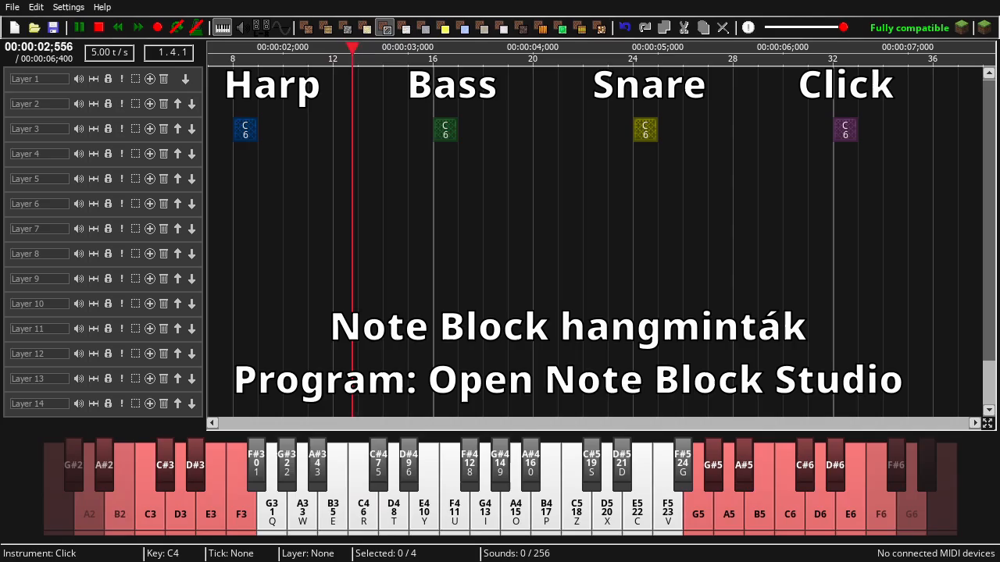 File Edit Settings Help
Fully compatible
00:00:02;556
/ 00:00:06;400
5.00 t / s
1 . 4 . 1
00:00:02;000 00:00:03;000 00:00:04;000 00:00:05;000 00:00:06;000 00:00:07;000
8 12 16 20 24 28 32 36
Harp Bass Snare Click
C C C C
6 6 6 6
Layer 1
Layer 2
Layer 3
Layer 4
Layer 5
Layer 6
Layer 7
Layer 8
Layer 9
Layer 10
Layer 11
Layer 12
Layer 13
Layer 14
Note Block hangminták
Program: Open Note Block Studio
G#2 A#2 C#3 D#3 F#3 G#3 A#3 C#4 D#4 F#4 G#4 A#4 C#5 D#5 F#5 G#5 A#5 C#6 D#6 F#6
0 2 4 7 9 12 14 16 19 21 24
1 2 3 5 6 8 9 0 S D G
A2 B2 C3 D3 E3 F3 G3 A3 B3 C4 D4 E4 F4 G4 A4 B4 C5 D5 E5 F5 G5 A5 B5 C6 D6 E6 F6 G6
1 3 5 6 8 10 11 13 15 17 18 20 22 23
Q W E R T Y U I O P Z X C V
Instrument: Click Key: C4 Tick: None Layer: None Selected: 0 / 4 Sounds: 0 / 256 No connected MIDI devices